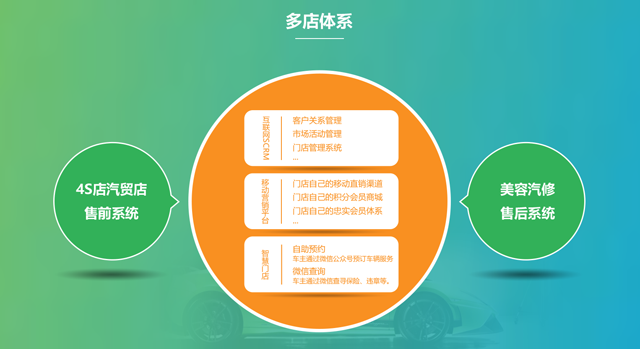 多店体系
4S店汽贸店
售前系统
互联网SCRM
客户关系管理
市场活动管理
门店管理系统
...
移动营销平台
门店自己的移动直销渠道
门店自己的积分会员商城
门店自己的忠实会员体系
...
智慧门店
自助预约
车主通过微信公众号预订车辆服务
微信查询
车主通过微信查寻保险、违章等。
美容汽修
售后系统